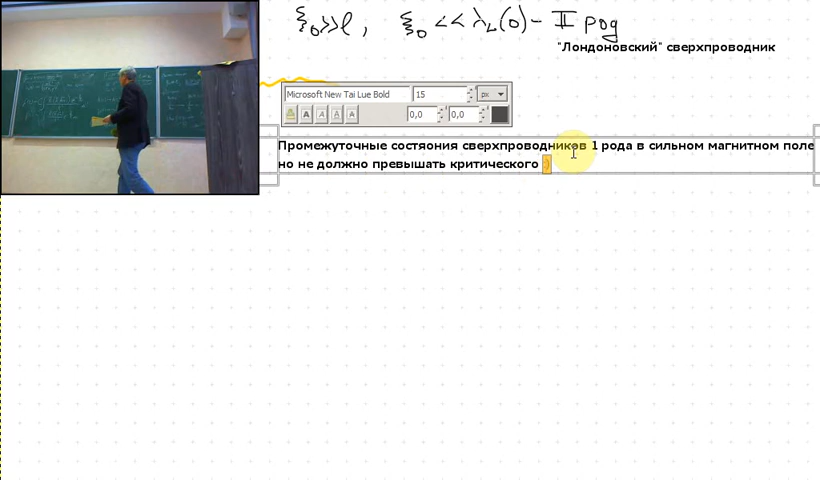 ξ₀>>ℓ, ξ₀ << λ_L(0) – II род
"Лондоновский" сверхпроводник
Microsoft New Tai Lue Bold 15 px
A A A A 0,0 0,0
Промежуточные состяония сверхпроводников 1 рода в сильном магнитном поле
но не должно превышать критического )